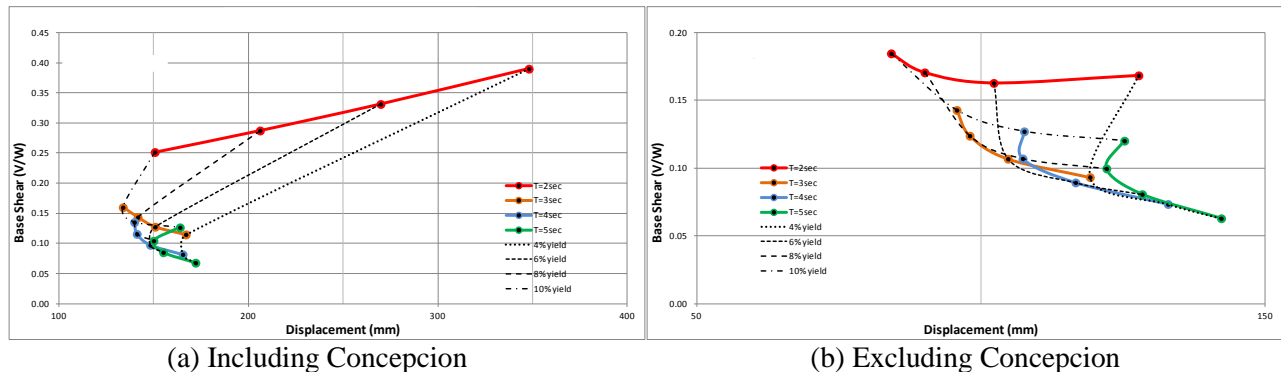 0.45
0.40
0.35
0.30
0.25
0.20
0.15
0.10
0.05
0.00
Base Shear (V/W)
100
200
300
400
Displacement (mm)
T=2sec
T=3sec
T=4sec
T=5sec
4% yield
6% yield
8% yield
10% yield
(a) Including Concepcion
0.20
0.15
0.10
0.05
0.00
Base Shear (V/W)
50
150
Displacement (mm)
T=2sec
T=3sec
T=4sec
T=5sec
4% yield
6% yield
8% yield
10% yield
(b) Excluding Concepcion